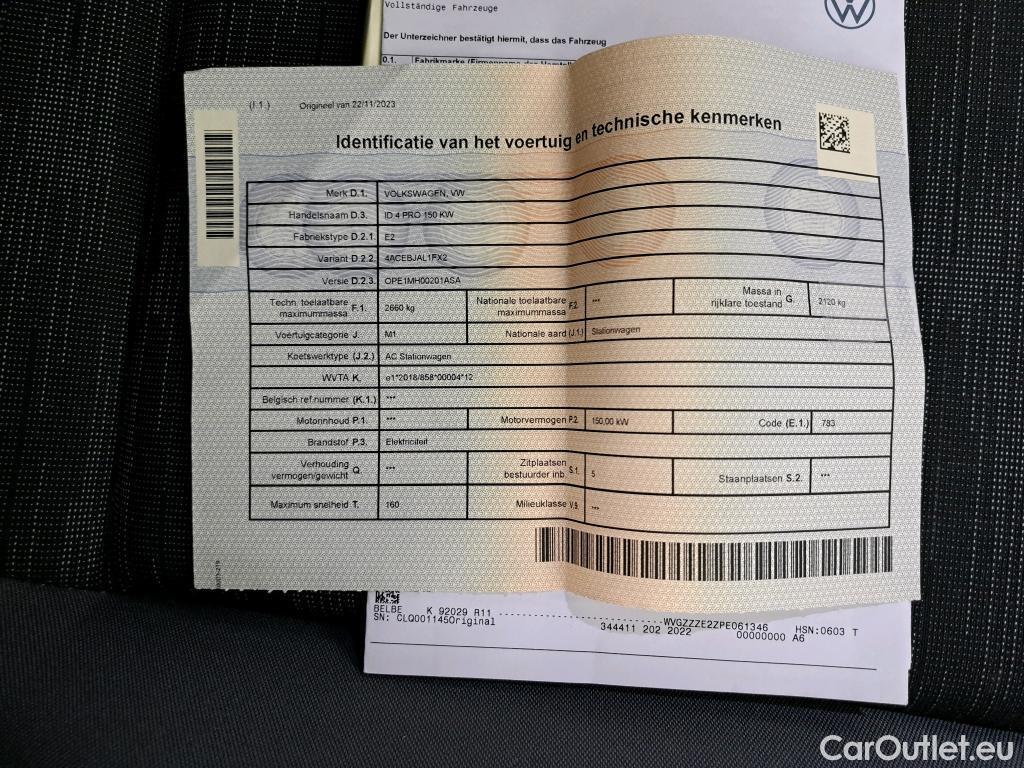 Vollständige Fahrzeuge
Der Unterzeichner bestätigt hiermit, dass das Fahrzeug
0.1. Fabrikmarke (Firmenname des
(I.1.) Origineel van 22/11/2023
Identificatie van het voertuig en technische kenmerken
Merk D.1. VOLKSWAGEN, VW
Handelsnaam D.3. ID.4 PRO 150 KW
Fabriekstype D.2.1. E2
Variant D.2.2. 4ACEBJAL1FX2
Versie D.2.3. OPE1MH00201ASA
Techn. toelaatbare maximummassa F.1. 2660 kg Nationale toelaatbare maximummassa F.2. *** Massa in rijklare toestand G. 2120 kg
Voertuigcategorie J. M1 Nationale aard (J.1.) Stationwagen
Koetswerktype (J.2.) AC Stationwagen
WVTA K. e1*2018/858*00004*12
Belgisch ref.nummer (K.1.) ***
Motorinhoud P.1. *** Motorvermogen P.2. 150,00 kW Code (E.1.) 783
Brandstof P.3. Elektriciteit
Verhouding vermogen/gewicht Q. *** Zitplaatsen bestuurder inb. S.1. 5 Staanplaatsen S.2. ***
Maximum snelheid T. 160 Milieuklasse V.9. ***
BELBE K 92029 R11 WVGZZZE2ZPE061346 HSN:0603 T
SN: CLQ001145Original 344411 202 2022 00000000 A6
CarOutlet.eu